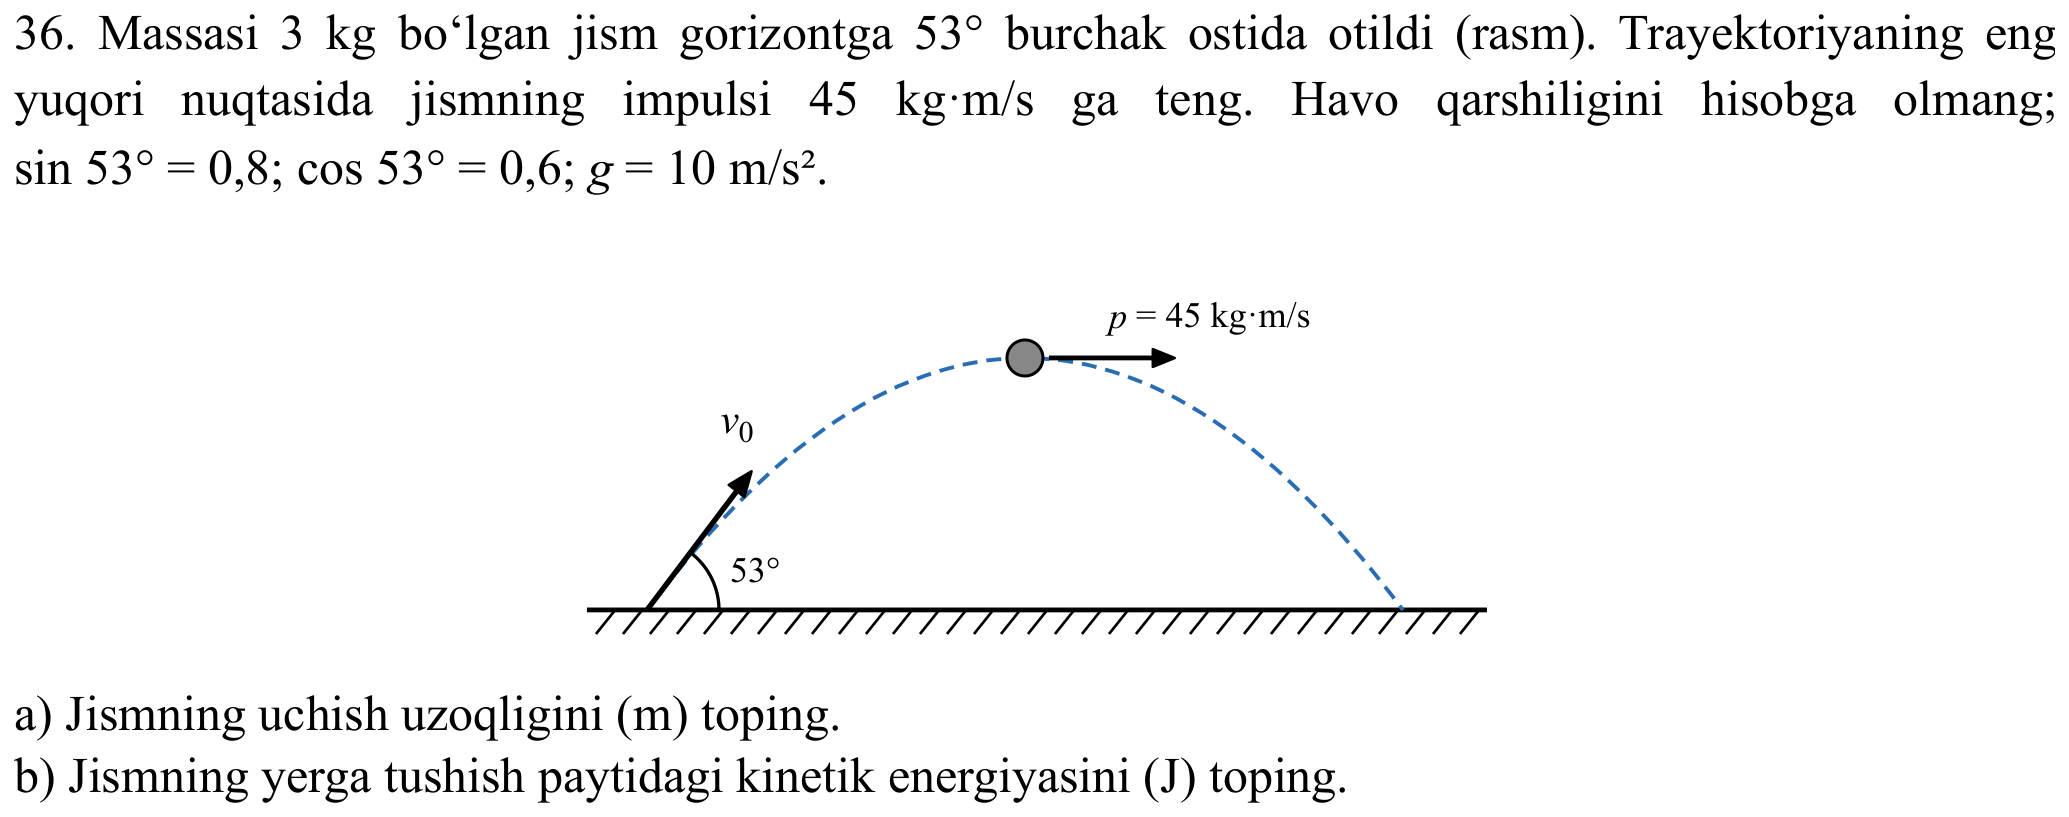 36. Massasi 3 kg bo‘lgan jism gorizontga 53° burchak ostida otildi (rasm). Trayektoriyaning eng
yuqori nuqtasida jismning impulsi 45 kg·m/s ga teng. Havo qarshiligini hisobga olmang;
sin 53° = 0,8; cos 53° = 0,6; g = 10 m/s².
p = 45 kg·m/s
v₀
53°
a) Jismning uchish uzoqligini (m) toping.
b) Jismning yerga tushish paytidagi kinetik energiyasini (J) toping.